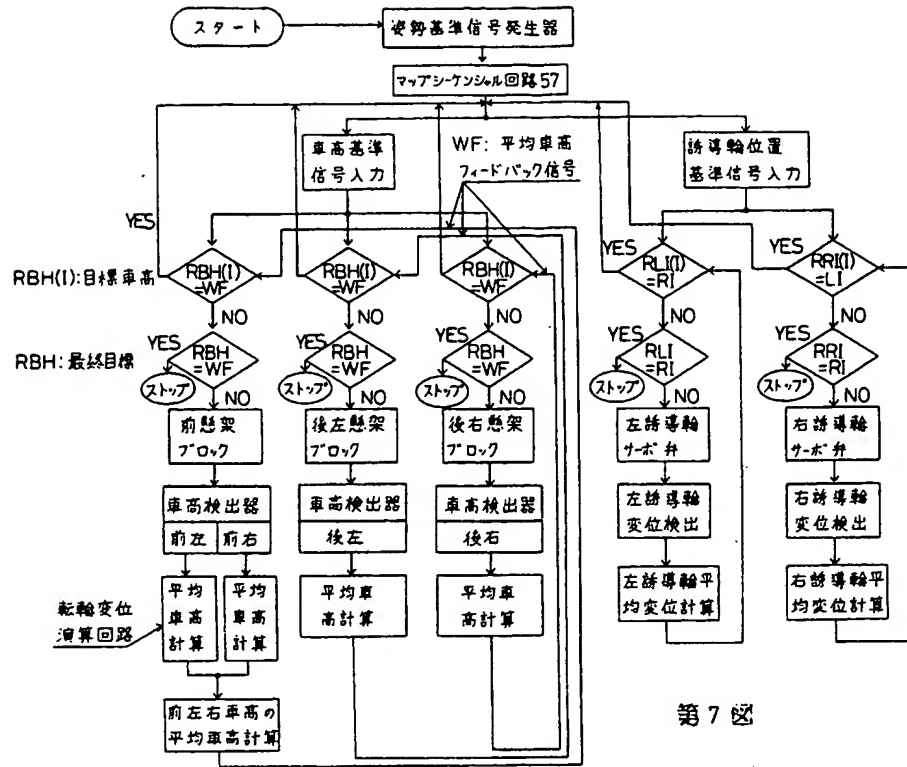 スタート
姿勢基準信号発生器
マップシーケンシャル回路57
車高基準
信号入力
WF: 平均車高
フィードバック信号
誘導輪位置
基準信号入力
YES
YES
YES
RBH(I):目標車高
RBH(I)
=WF
RBH(I)
=WF
RBH(I)
=WF
RLI(I)
=RI
RRI(I)
=LI
NO
NO
NO
NO
NO
YES
YES
YES
YES
YES
RBH:最終目標
RBH
=WF
RBH
=WF
RBH
=WF
RLI
=RI
RRI
=RI
ストップ
ストップ
ストップ
ストップ
ストップ
NO
NO
NO
NO
NO
前懸架
ブロック
後左懸架
ブロック
後右懸架
ブロック
左誘導輪
サーボ弁
右誘導輪
サーボ弁
車高検出器
前左
前右
車高検出器
後左
車高検出器
後右
左誘導輪
変位検出
右誘導輪
変位検出
転輪変位
演算回路
平均
車高
計算
平均
車高
計算
平均車
高計算
平均車
高計算
左誘導輪平
均変位計算
右誘導輪平
均変位計算
前左右車高の
平均車高計算
第7図